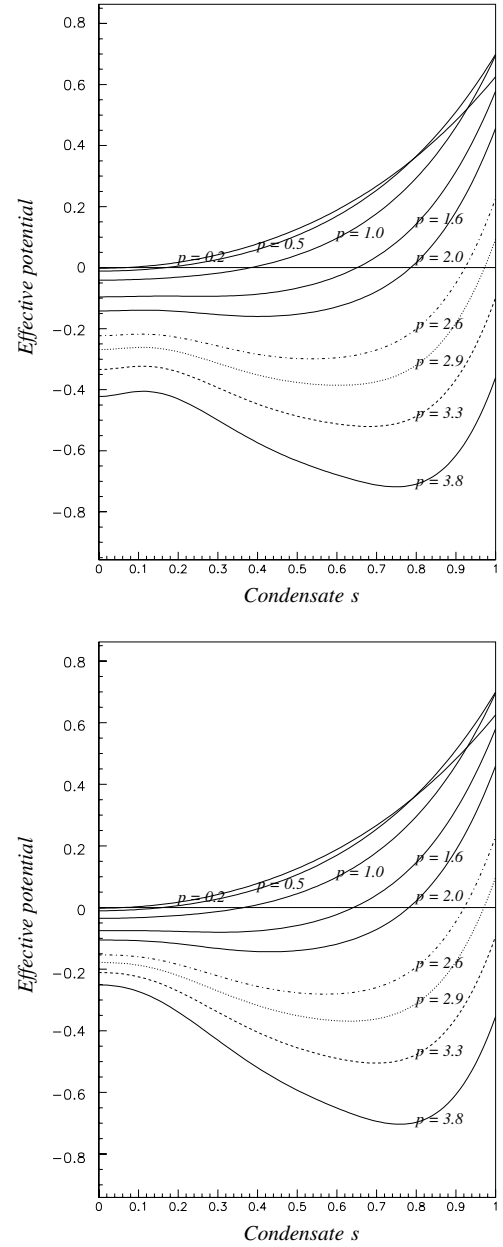 0.8
0.6
0.4
0.2
0
−0.2
−0.4
−0.6
−0.8
Effective potential
p = 0.2
p = 0.5
p = 1.0
p = 1.6
p = 2.0
p = 2.6
p = 2.9
p = 3.3
p = 3.8
0 0.1 0.2 0.3 0.4 0.5 0.6 0.7 0.8 0.9 1
Condensate s
0.8
0.6
0.4
0.2
0
−0.2
−0.4
−0.6
−0.8
Effective potential
p = 0.2
p = 0.5
p = 1.0
p = 1.6
p = 2.0
p = 2.6
p = 2.9
p = 3.3
p = 3.8
0 0.1 0.2 0.3 0.4 0.5 0.6 0.7 0.8 0.9 1
Condensate s